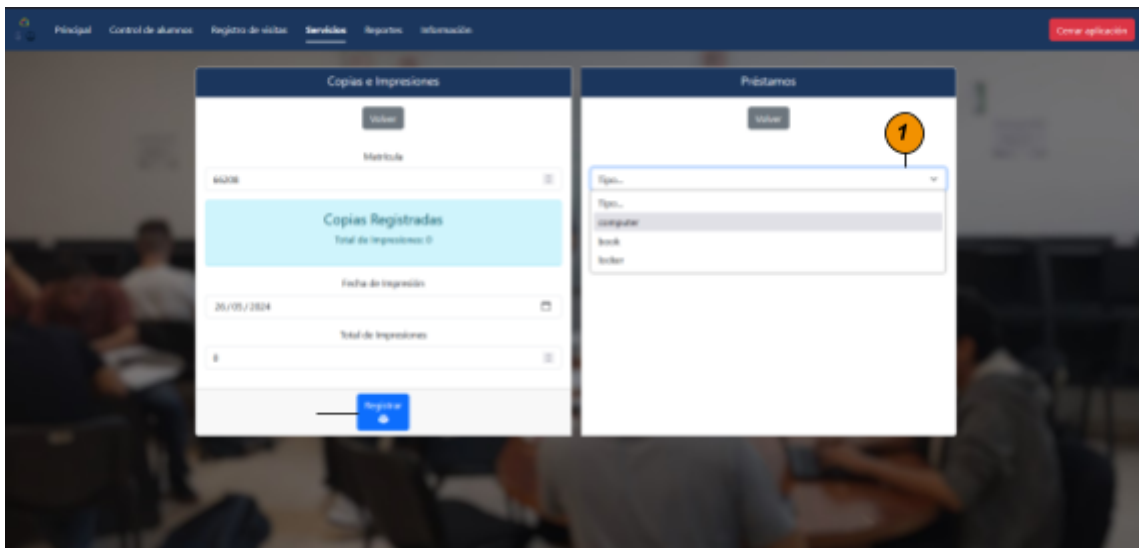 Principal Control de alumnos Registro de visitas Servicios Reportes Información Cerrar aplicación
Copias e Impresiones
Volver
Matrícula
66208
Copias Registradas
Total de Impresiones: 0
Fecha de Impresión
26/05/2024
Total de Impresiones
0
Registrar
Préstamos
Volver
1
Tipo...
Tipo...
computer
book
locker